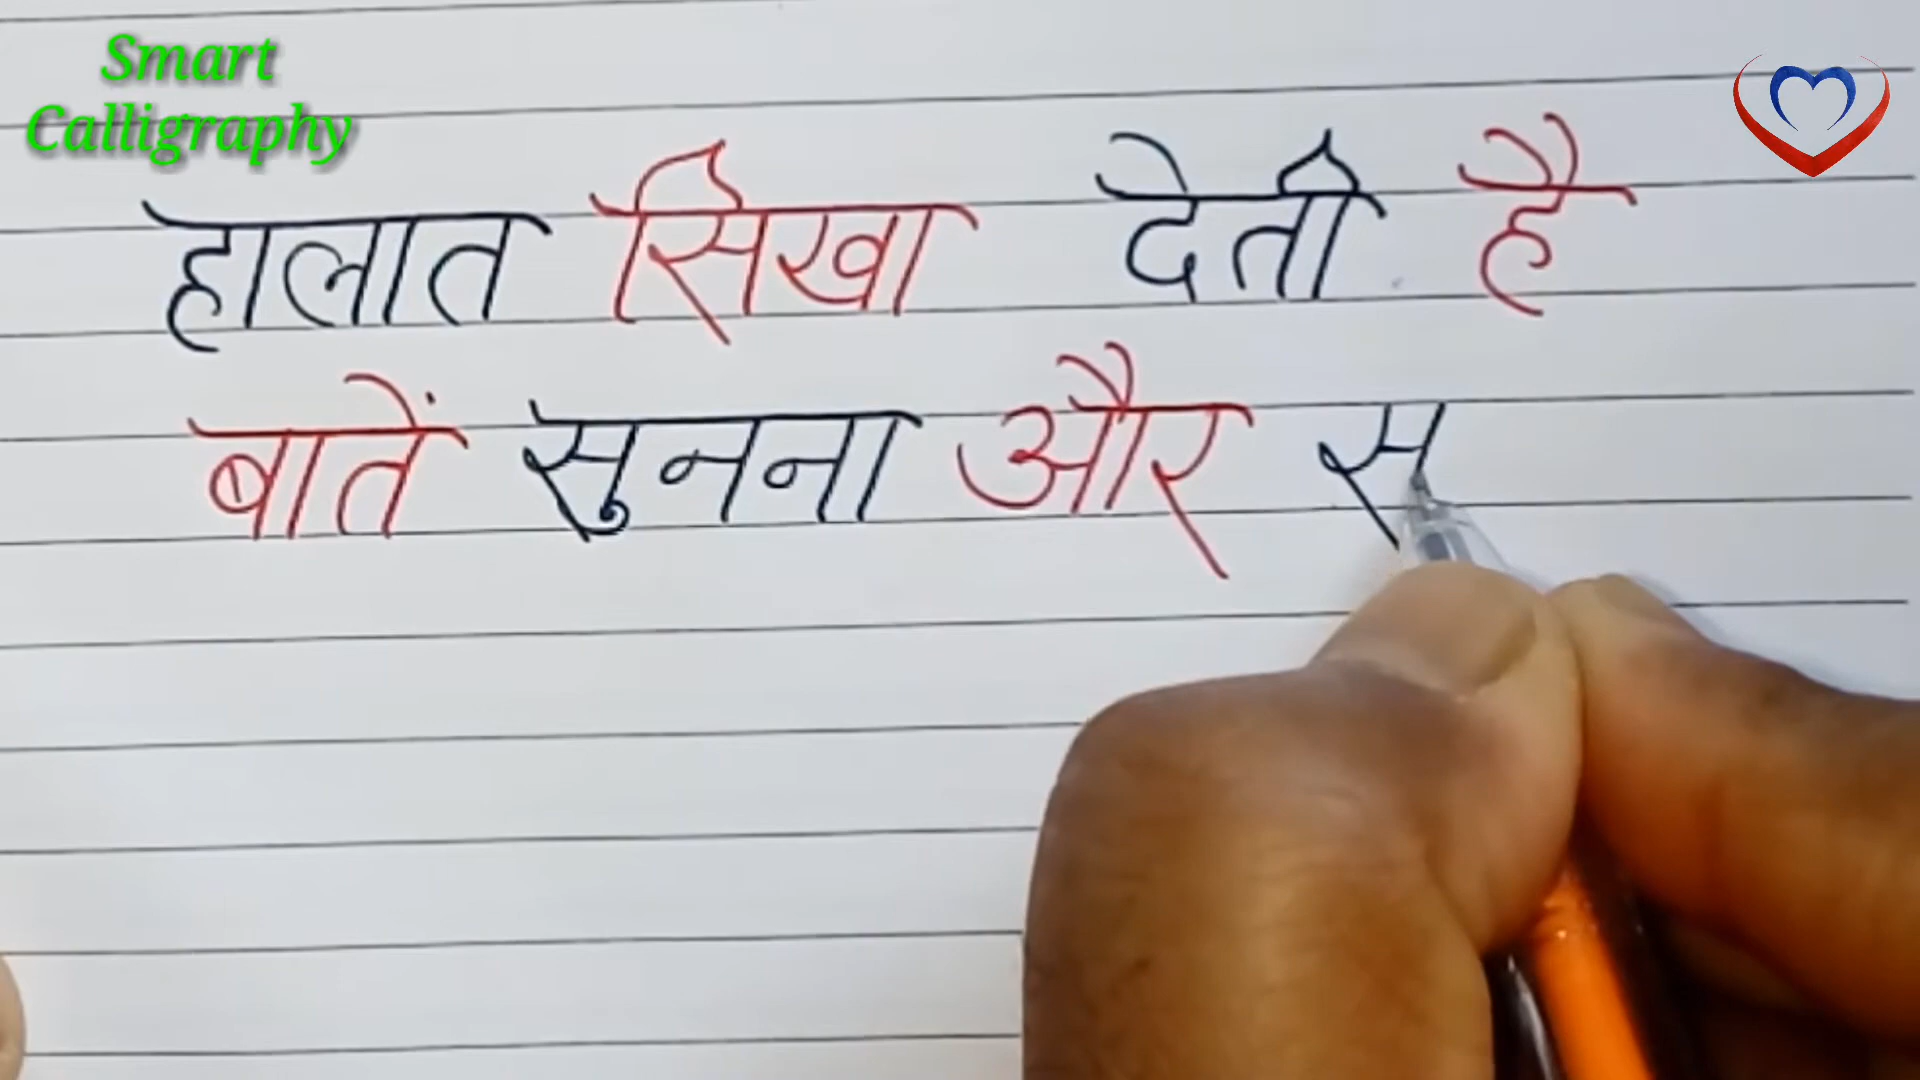 Smart
Calligraphy
हालात सिखा देती है
बातें सुनना और स